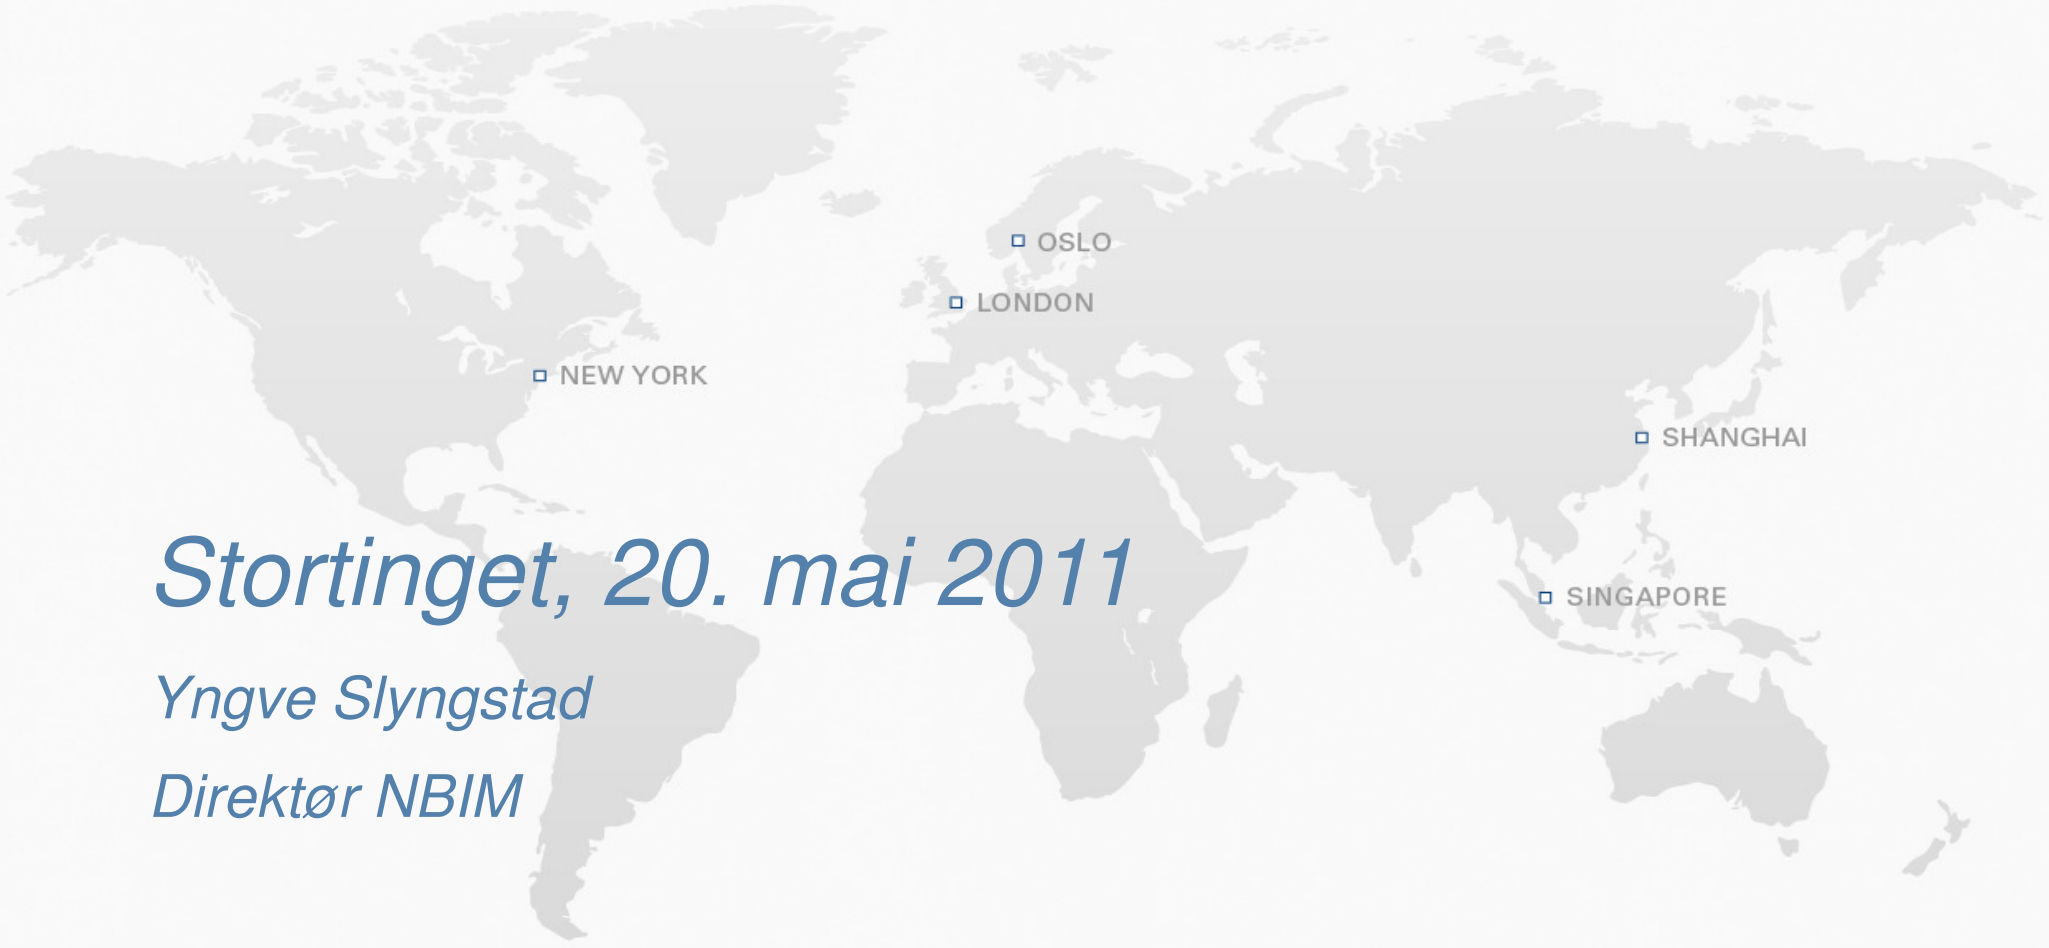 OSLO
LONDON
NEW YORK
SHANGHAI
Stortinget, 20. mai 2011
SINGAPORE
Yngve Slyngstad
Direktør NBIM